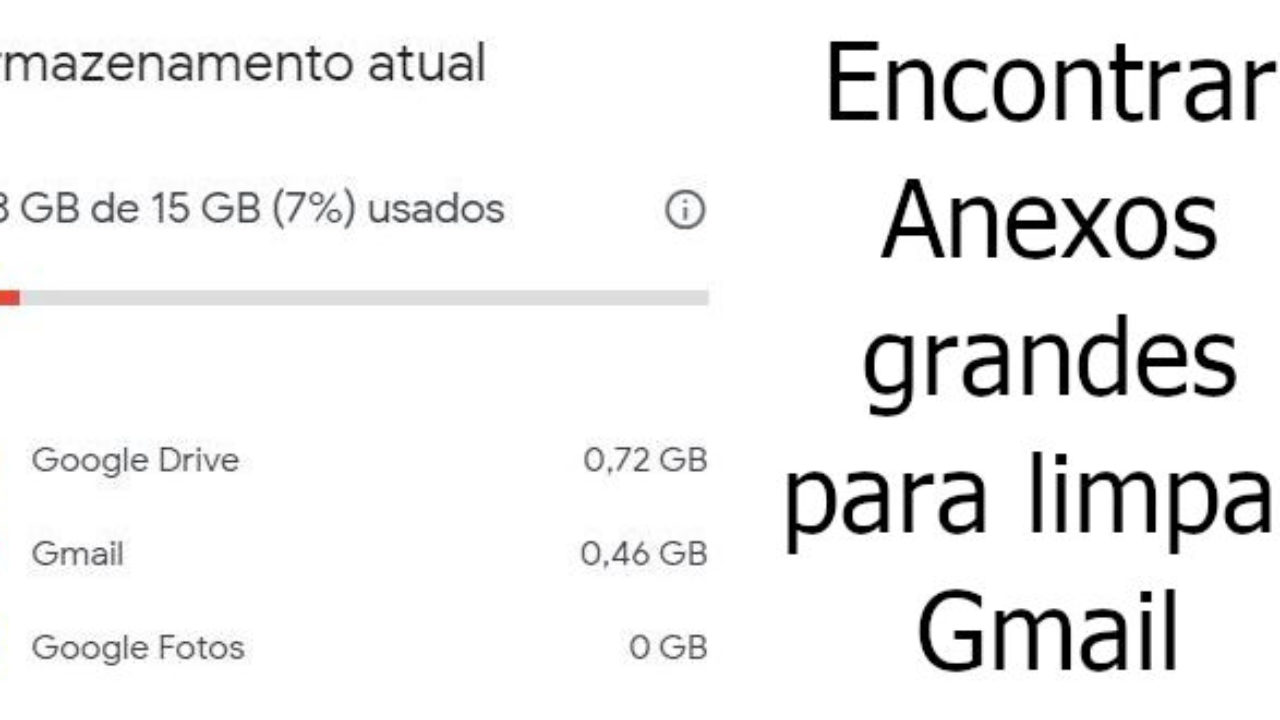 rmazenamento atual
8 GB de 15 GB (7%) usados
Google Drive 0,72 GB
Gmail 0,46 GB
Google Fotos 0 GB
Encontrar
Anexos
grandes
para limpa
Gmail